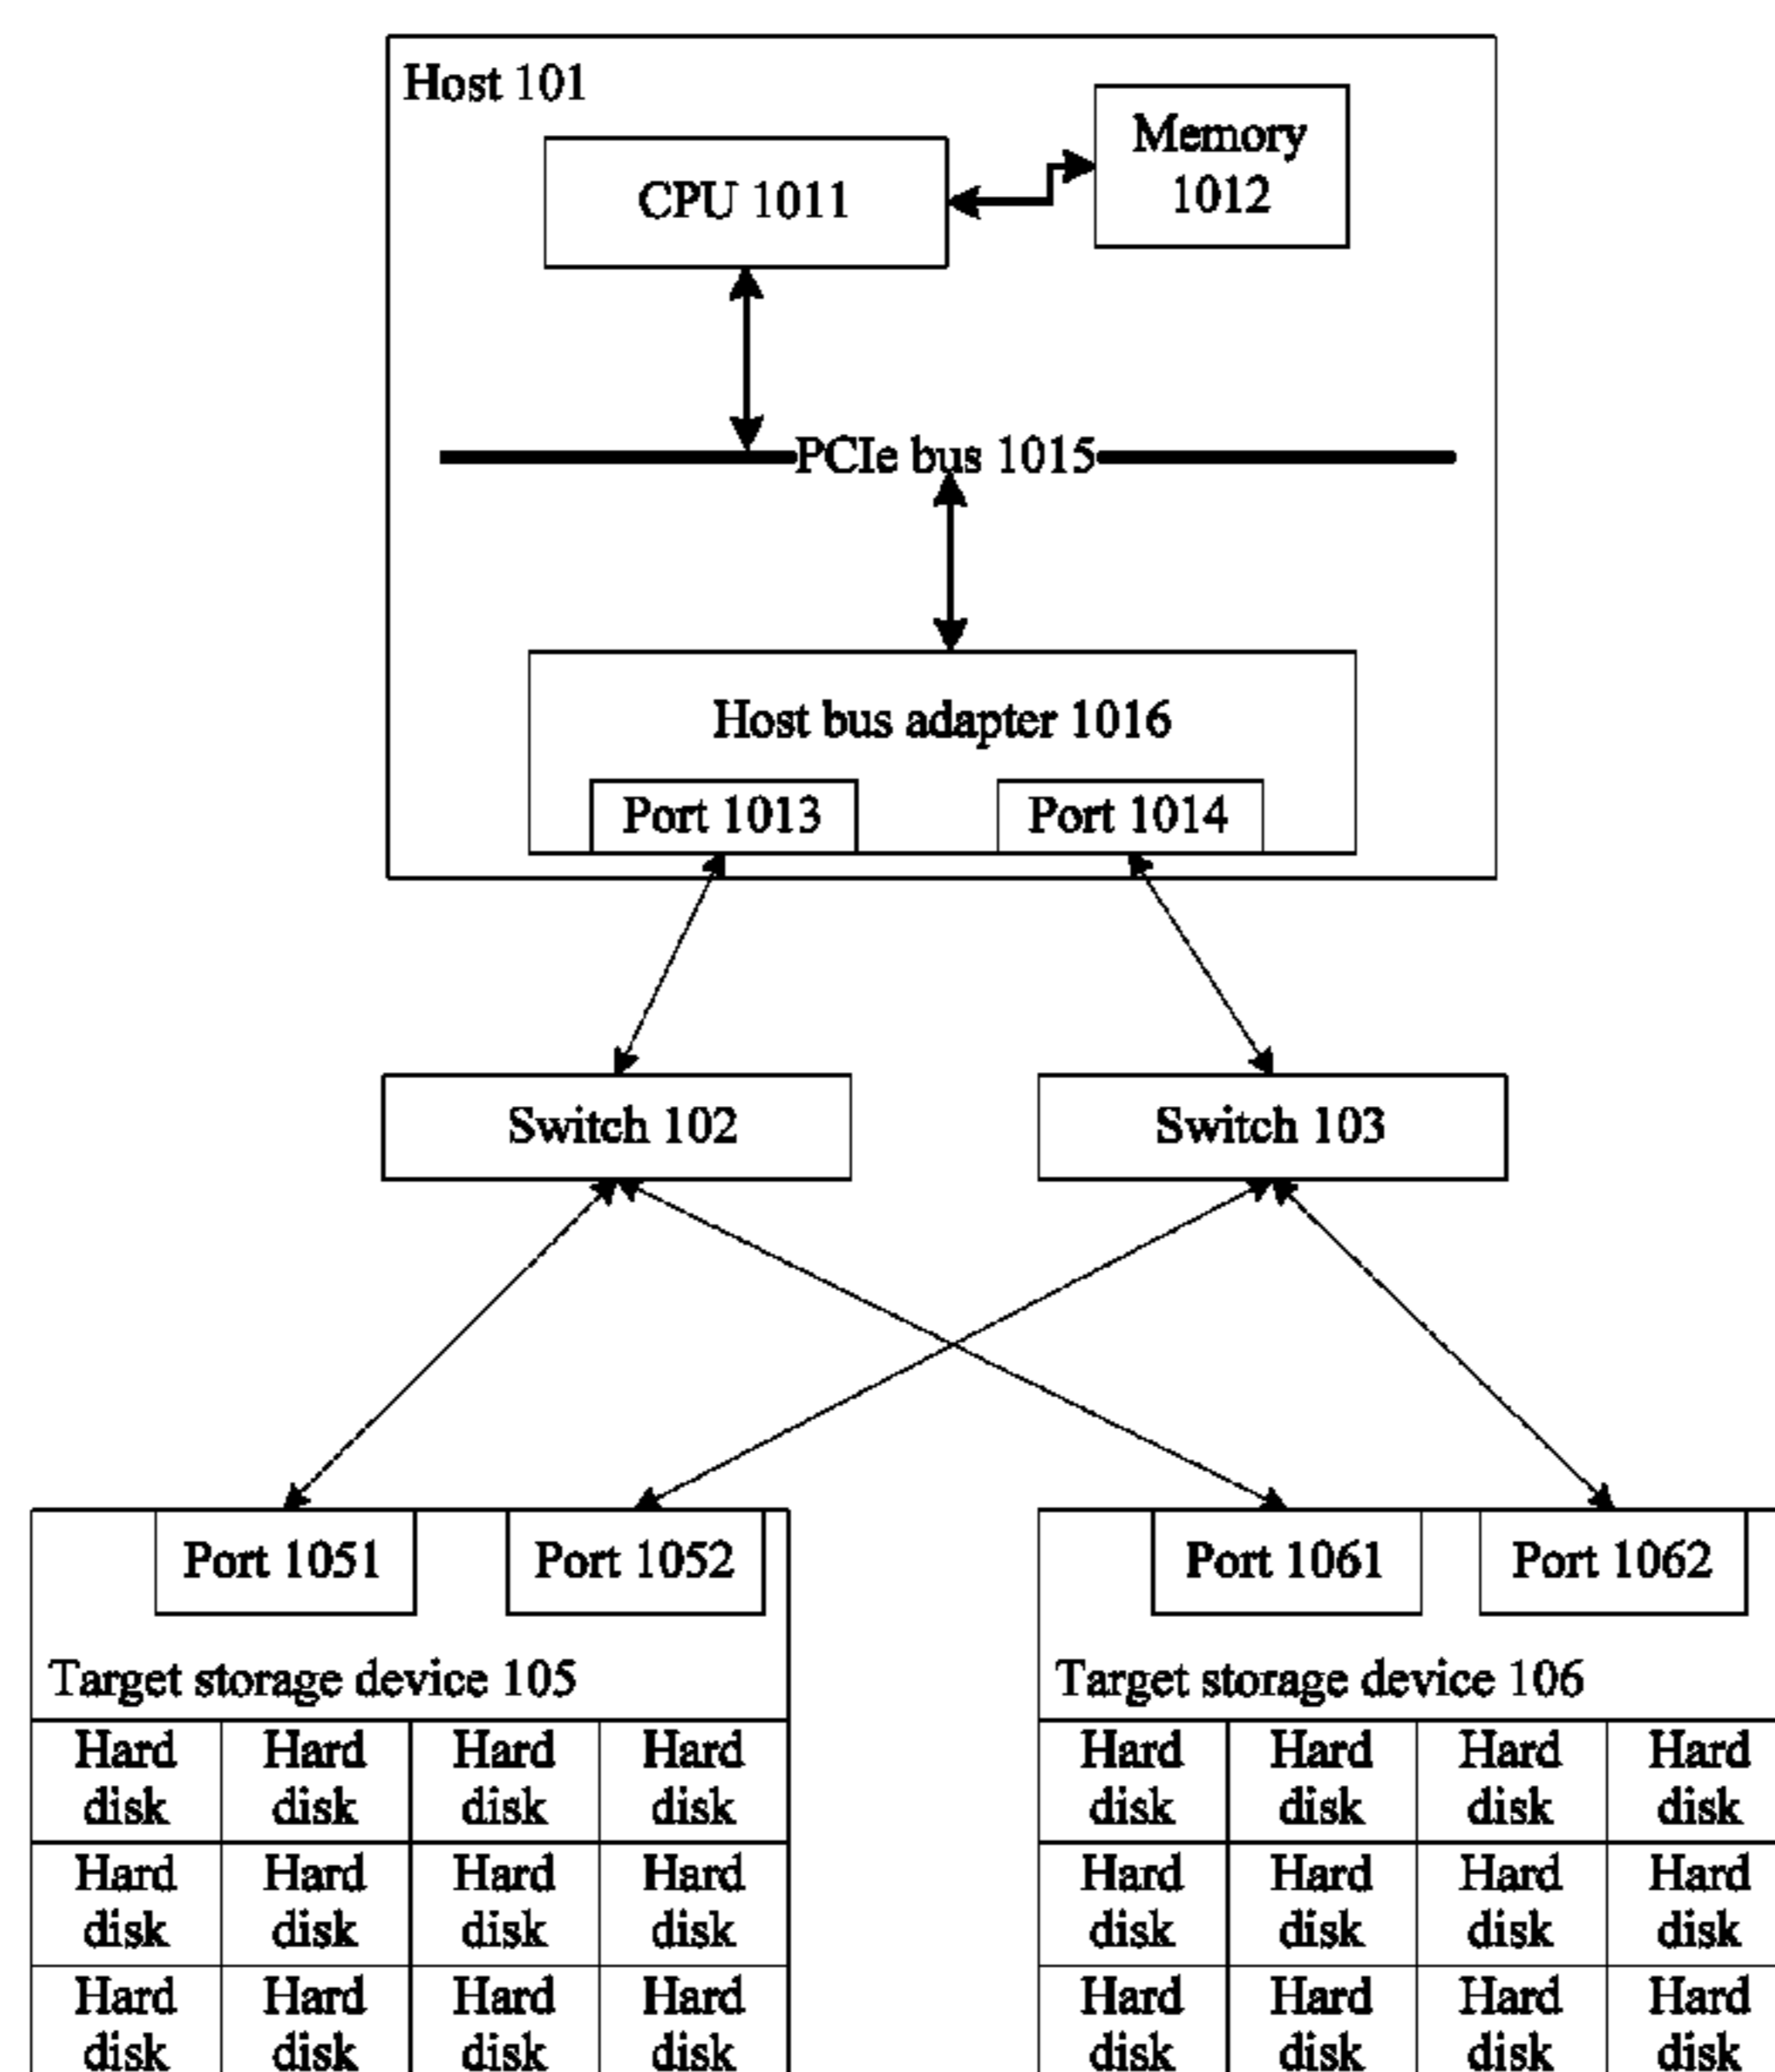 Host 101
Memory
1012
CPU 1011
PCIe bus 1015
Host bus adapter 1016
Port 1013
Port 1014
Switch 102
Switch 103
Port 1051
Port 1052
Port 1061
Port 1062
Target storage device 105
Target storage device 106
Hard Hard Hard Hard Hard Hard Hard Hard
disk disk disk disk disk disk disk disk
Hard Hard Hard Hard Hard Hard Hard Hard
disk disk disk disk disk disk disk disk
Hard Hard Hard Hard Hard Hard Hard Hard
disk disk disk disk disk disk disk disk